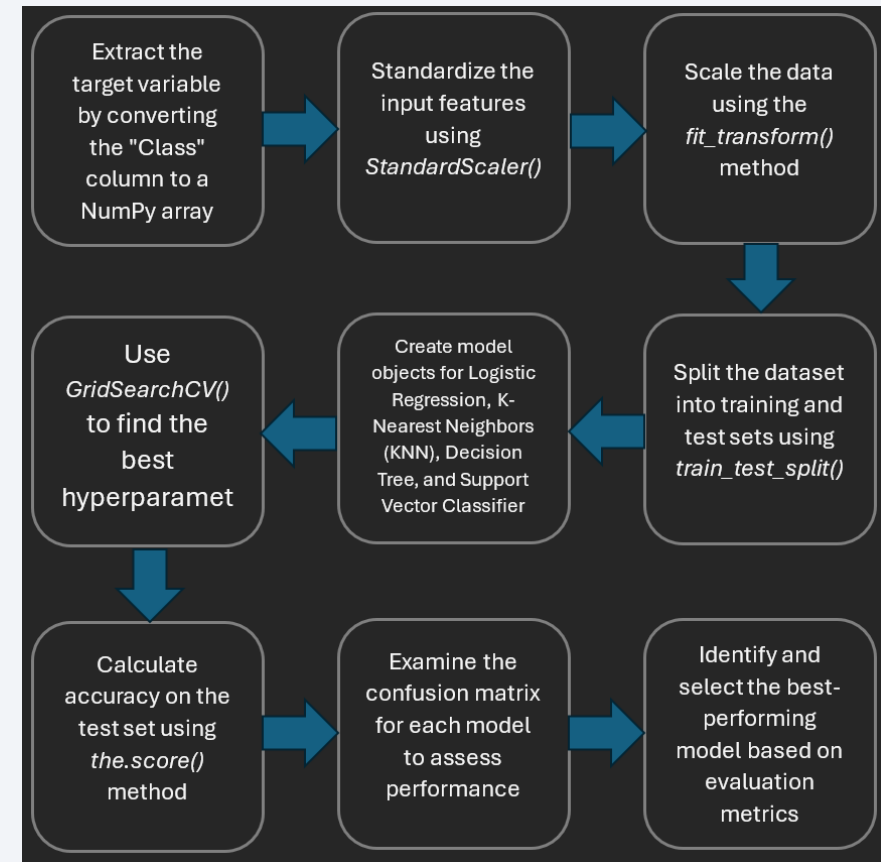 Extract the
target variable
by converting
the "Class"
column to a
NumPy array
Standardize the
input features
using
StandardScaler()
Scale the data
using the
fit_transform()
method
Split the dataset
into training and
test sets using
train_test_split()
Create model
objects for Logistic
Regression, K-
Nearest Neighbors
(KNN), Decision
Tree, and Support
Vector Classifier
Use
GridSearchCV()
to find the
best
hyperparamet
Calculate
accuracy on the
test set using
the.score()
method
Examine the
confusion matrix
for each model
to assess
performance
Identify and
select the best-
performing
model based on
evaluation
metrics